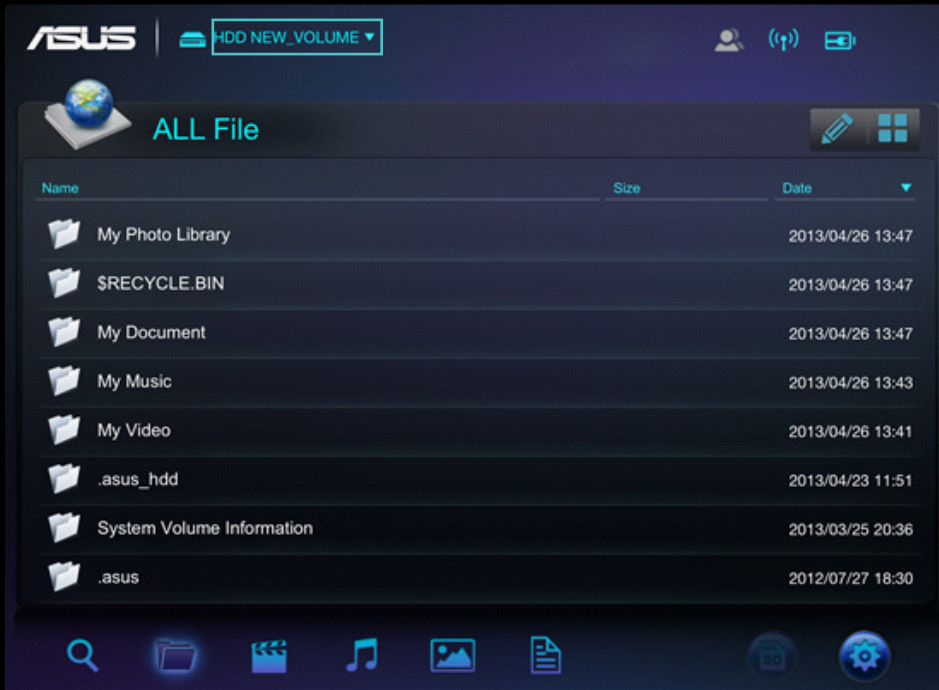 ASUS HDD NEW_VOLUME
ALL File
Name Size Date
My Photo Library 2013/04/26 13:47
$RECYCLE.BIN 2013/04/26 13:47
My Document 2013/04/26 13:47
My Music 2013/04/26 13:43
My Video 2013/04/26 13:41
.asus_hdd 2013/04/23 11:51
System Volume Information 2013/03/25 20:36
.asus 2012/07/27 18:30
SD